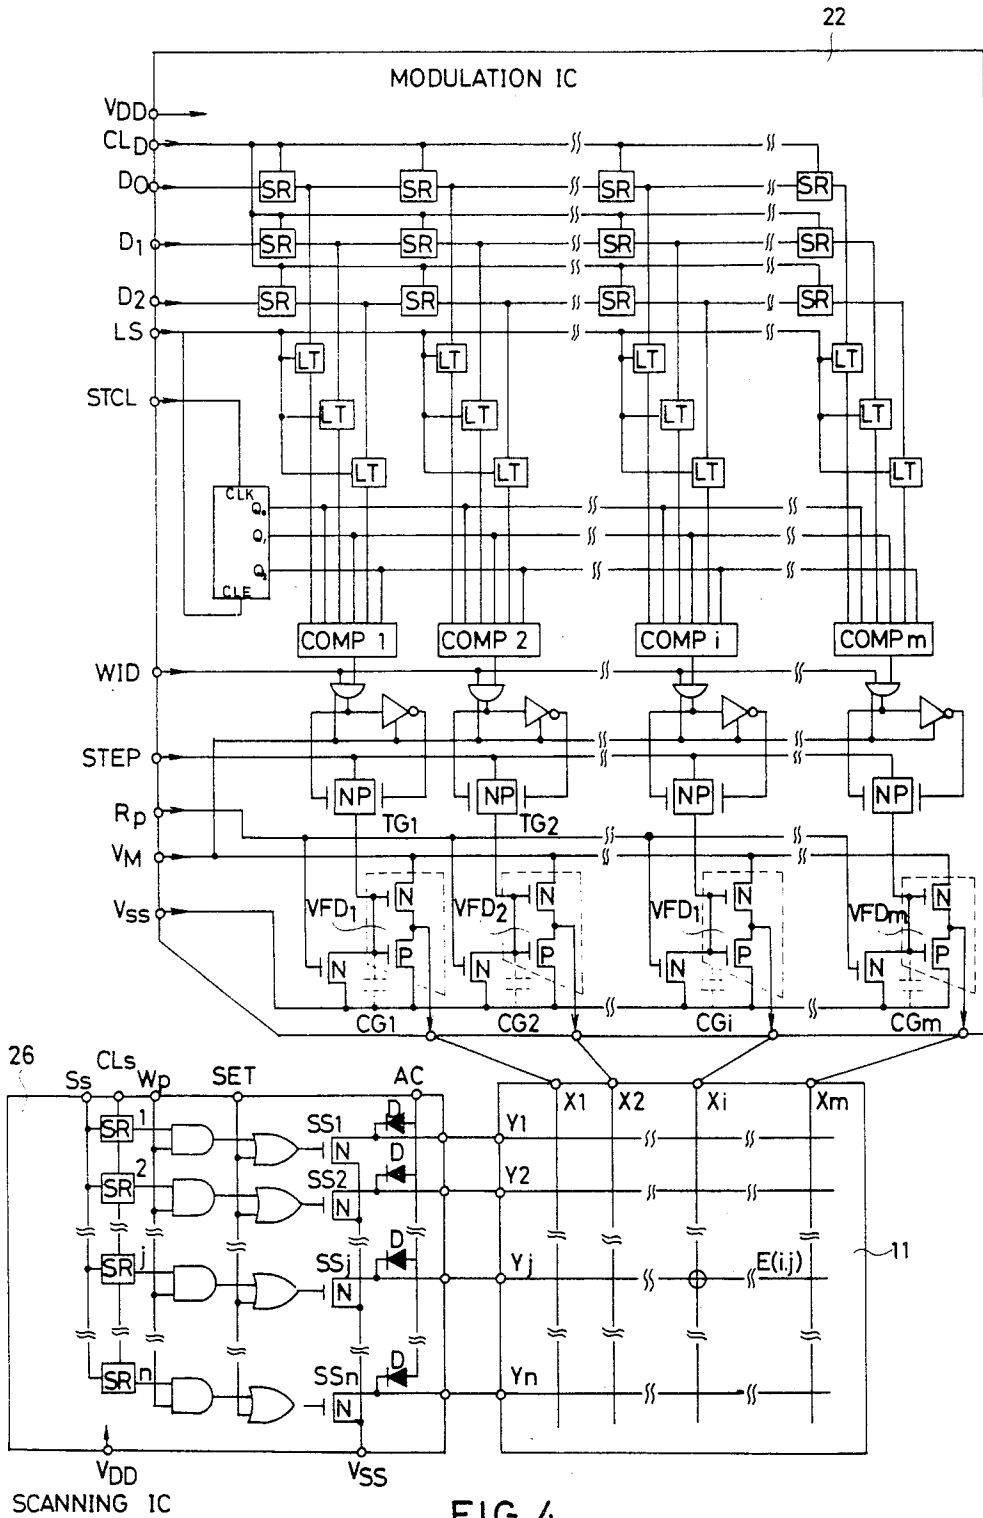 22
MODULATION IC
VDD
CLD
D0 SR SR SR SR
D1 SR SR SR SR
D2 SR SR SR SR
LS
LT LT LT LT
STCL
LT LT LT LT
LT LT LT LT
CLK
Q0
Q1
Q2
CLE
COMP 1 COMP 2 COMP i COMP m
WID
STEP
NP NP NP NP
Rp TG1 TG2
VM
N N N N
VSS VFD1 VFD2 VFD1 VFDm
P P P P
N N N N
CG1 CG2 CGi CGm
26
Ss CLs Wp SET AC
X1 X2 Xi Xm
SR 1 SS1 N D Y1
SR 2 SS2 N D Y2
SR j SSj N D Yj E(i.j)
11
SR n SSn N D Yn
VDD VSS
SCANNING IC
FIG.4